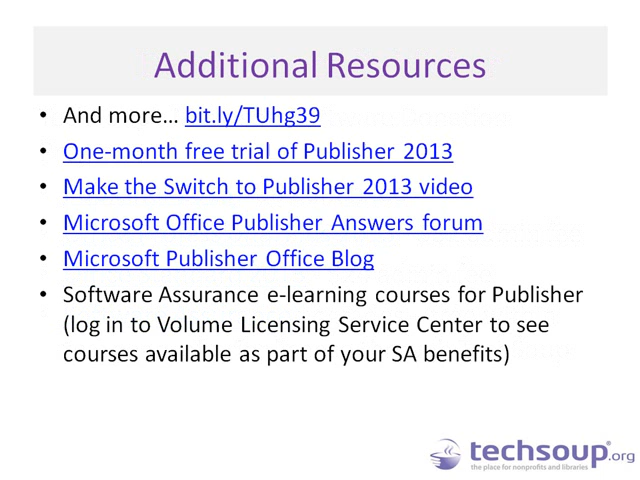 Additional Resources
• And more… bit.ly/TUhg39
• One-month free trial of Publisher 2013
• Make the Switch to Publisher 2013 video
• Microsoft Office Publisher Answers forum
• Microsoft Publisher Office Blog
• Software Assurance e-learning courses for Publisher
(log in to Volume Licensing Service Center to see
courses available as part of your SA benefits)
techsoup®.org
the place for nonprofits and libraries